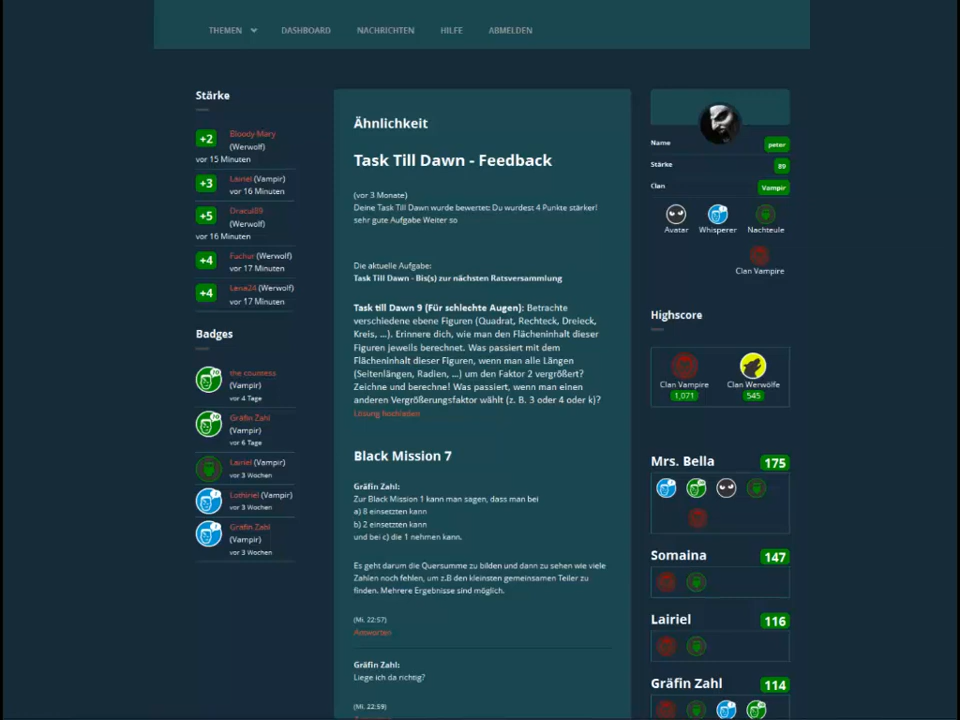 THEMEN
DASHBOARD
NACHRICHTEN
HILFE
ABMELDEN
Stärke
+2
Bloody-Mary
(Werwolf)
vor 15 Minuten
+3
Lairiel (Vampir)
vor 16 Minuten
+5
Dracul89
(Werwolf)
vor 16 Minuten
+4
Fuchur (Werwolf)
vor 17 Minuten
+4
Lena24 (Werwolf)
vor 17 Minuten
Badges
the countess
(Vampir)
vor 4 Tage
Gräfin Zahl
(Vampir)
vor 6 Tage
Lairiel (Vampir)
vor 3 Wochen
Lothiriel (Vampir)
vor 3 Wochen
Gräfin Zahl
(Vampir)
vor 3 Wochen
Ähnlichkeit
Task Till Dawn - Feedback
(vor 3 Monate)
Deine Task Till Dawn wurde bewertet: Du wurdest 4 Punkte stärker!
sehr gute Aufgabe Weiter so
Die aktuelle Aufgabe:
Task Till Dawn - Bis(s) zur nächsten Ratsversammlung
Task till Dawn 9 (Für schlechte Augen): Betrachte
verschiedene ebene Figuren (Quadrat, Rechteck, Dreieck,
Kreis, ...). Erinnere dich, wie man den Flächeninhalt dieser
Figuren jeweils berechnet. Was passiert mit dem
Flächeninhalt dieser Figuren, wenn man alle Längen
(Seitenlängen, Radien, ...) um den Faktor 2 vergrößert?
Zeichne und berechne! Was passiert, wenn man einen
anderen Vergrößerungsfaktor wählt (z. B. 3 oder 4 oder k)?
Lösung hochladen
Black Mission 7
Gräfin Zahl:
Zur Black Mission 1 kann man sagen, dass man bei
a) 8 einsetzten kann
b) 2 einsetzten kann
und bei c) die 1 nehmen kann.
Es geht darum die Quersumme zu bilden und dann zu sehen wie viele
Zahlen noch fehlen, um z.B den kleinsten gemeinsamen Teiler zu
finden. Mehrere Ergebnisse sind möglich.
(Mi. 22:57)
Antworten
Gräfin Zahl:
Liege ich da richtig?
(Mi. 22:59)
Name
peter
Stärke
89
Clan
Vampir
Avatar
Whisperer
Nachteule
Clan Vampire
Highscore
Clan Vampire
1,071
Clan Werwölfe
545
Mrs. Bella
175
Somaina
147
Lairiel
116
Gräfin Zahl
114